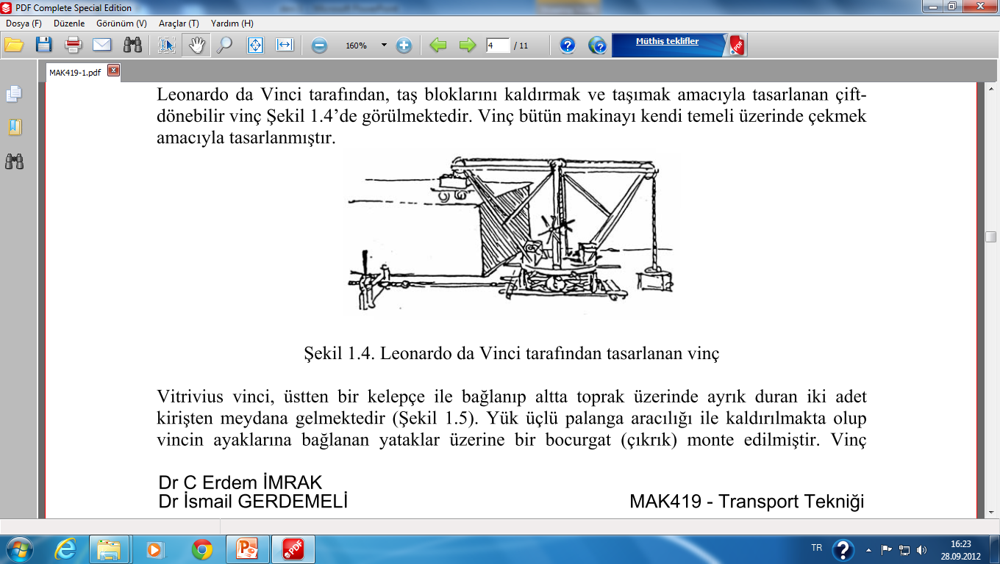 PDF Complete Special Edition
Dosya (F) Düzenle Görünüm (V) Araçlar (T) Yardım (H)
160% 4 / 11 Müthiş teklifler PDF
MAK419-1.pdf
Leonardo da Vinci tarafından, taş bloklarını kaldırmak ve taşımak amacıyla tasarlanan çift-
dönebilir vinç Şekil 1.4’de görülmektedir. Vinç bütün makinayı kendi temeli üzerinde çekmek
amacıyla tasarlanmıştır.
Şekil 1.4. Leonardo da Vinci tarafından tasarlanan vinç
Vitrivius vinci, üstten bir kelepçe ile bağlanıp altta toprak üzerinde ayrık duran iki adet
kirişten meydana gelmektedir (Şekil 1.5). Yük üçlü palanga aracılığı ile kaldırılmakta olup
vincin ayaklarına bağlanan yataklar üzerine bir bocurgat (çıkrık) monte edilmiştir. Vinç
Dr C Erdem İMRAK
Dr İsmail GERDEMELİ MAK419 - Transport Tekniği
TR 16:23
28.09.2012